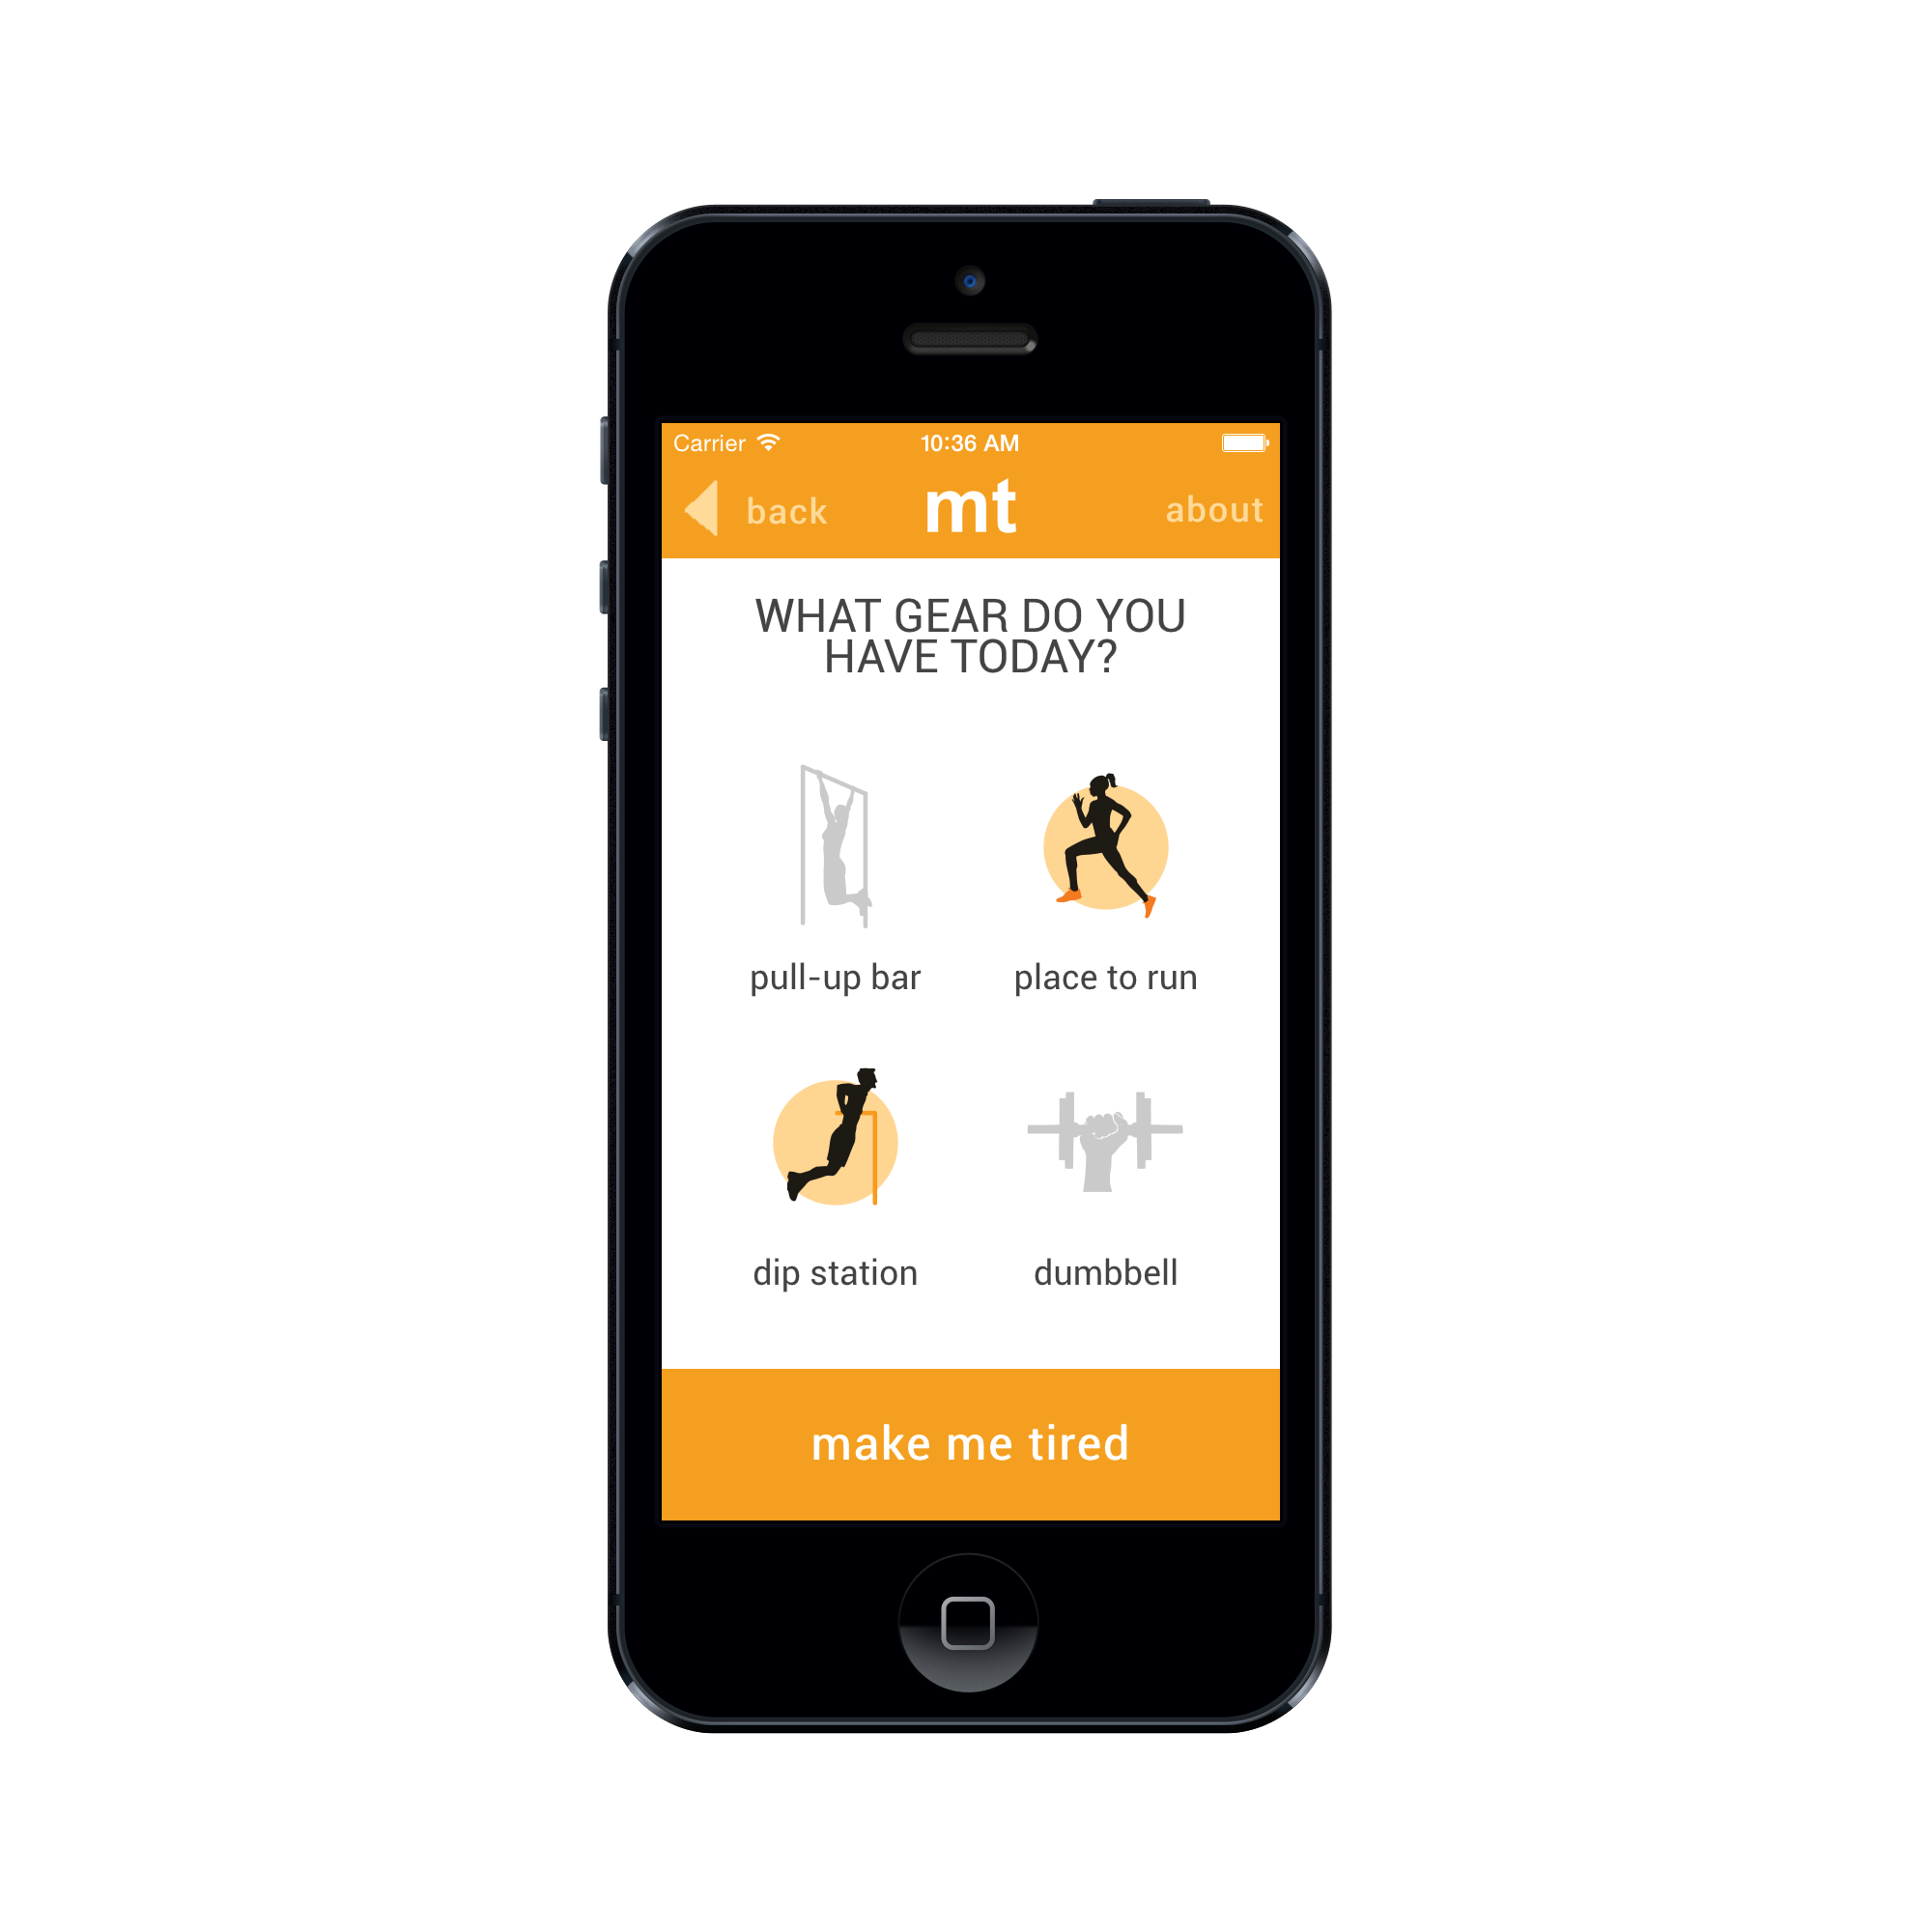 Carrier 10:36 AM
back mt about
WHAT GEAR DO YOU
HAVE TODAY?
pull-up bar place to run
dip station dumbbell
make me tired